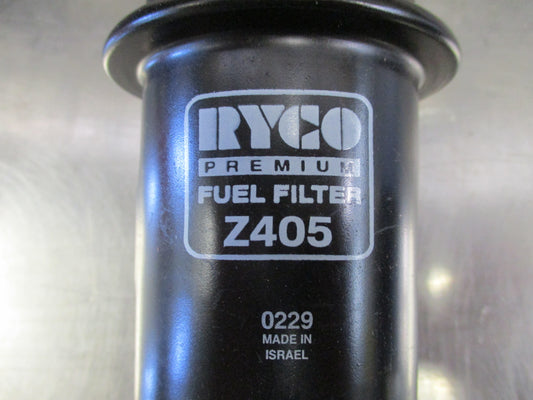 RYCO
PREMIUM
FUEL FILTER
Z405
0229
MADE IN
ISRAEL